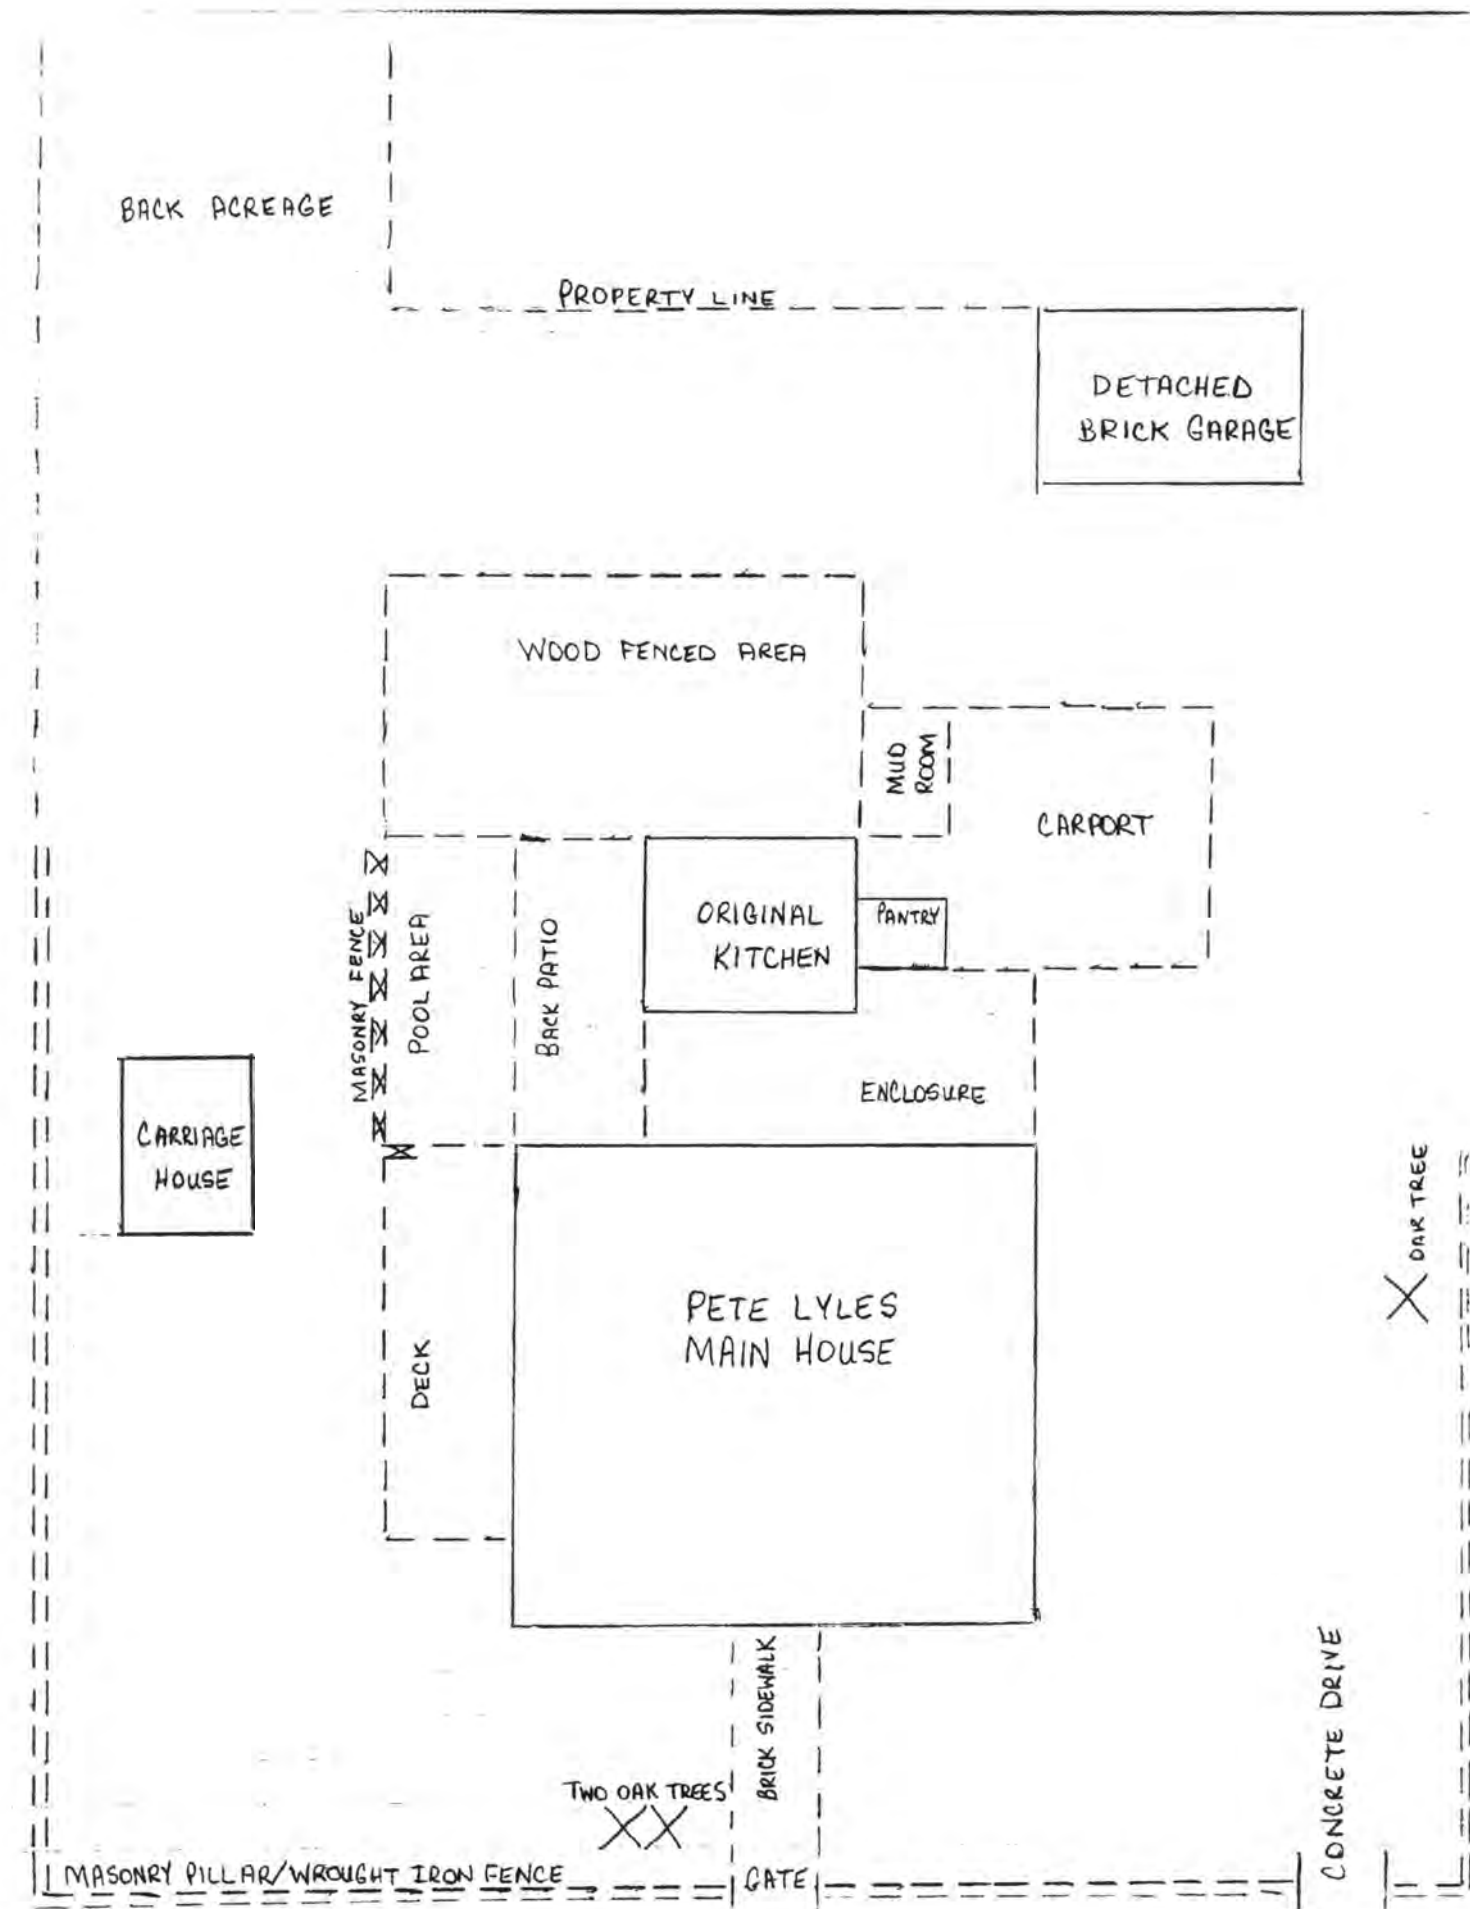 BACK ACREAGE
PROPERTY LINE
DETACHED
BRICK GARAGE
WOOD FENCED AREA
MUD
ROOM
CARPORT
MASONRY FENCE
POOL AREA
BACK PATIO
ORIGINAL
KITCHEN
PANTRY
ENCLOSURE
CARRIAGE
HOUSE
OAK TREE
PETE LYLES
MAIN HOUSE
DECK
BRICK SIDEWALK
CONCRETE DRIVE
TWO OAK TREES
MASONRY PILLAR/WROUGHT IRON FENCE
GATE